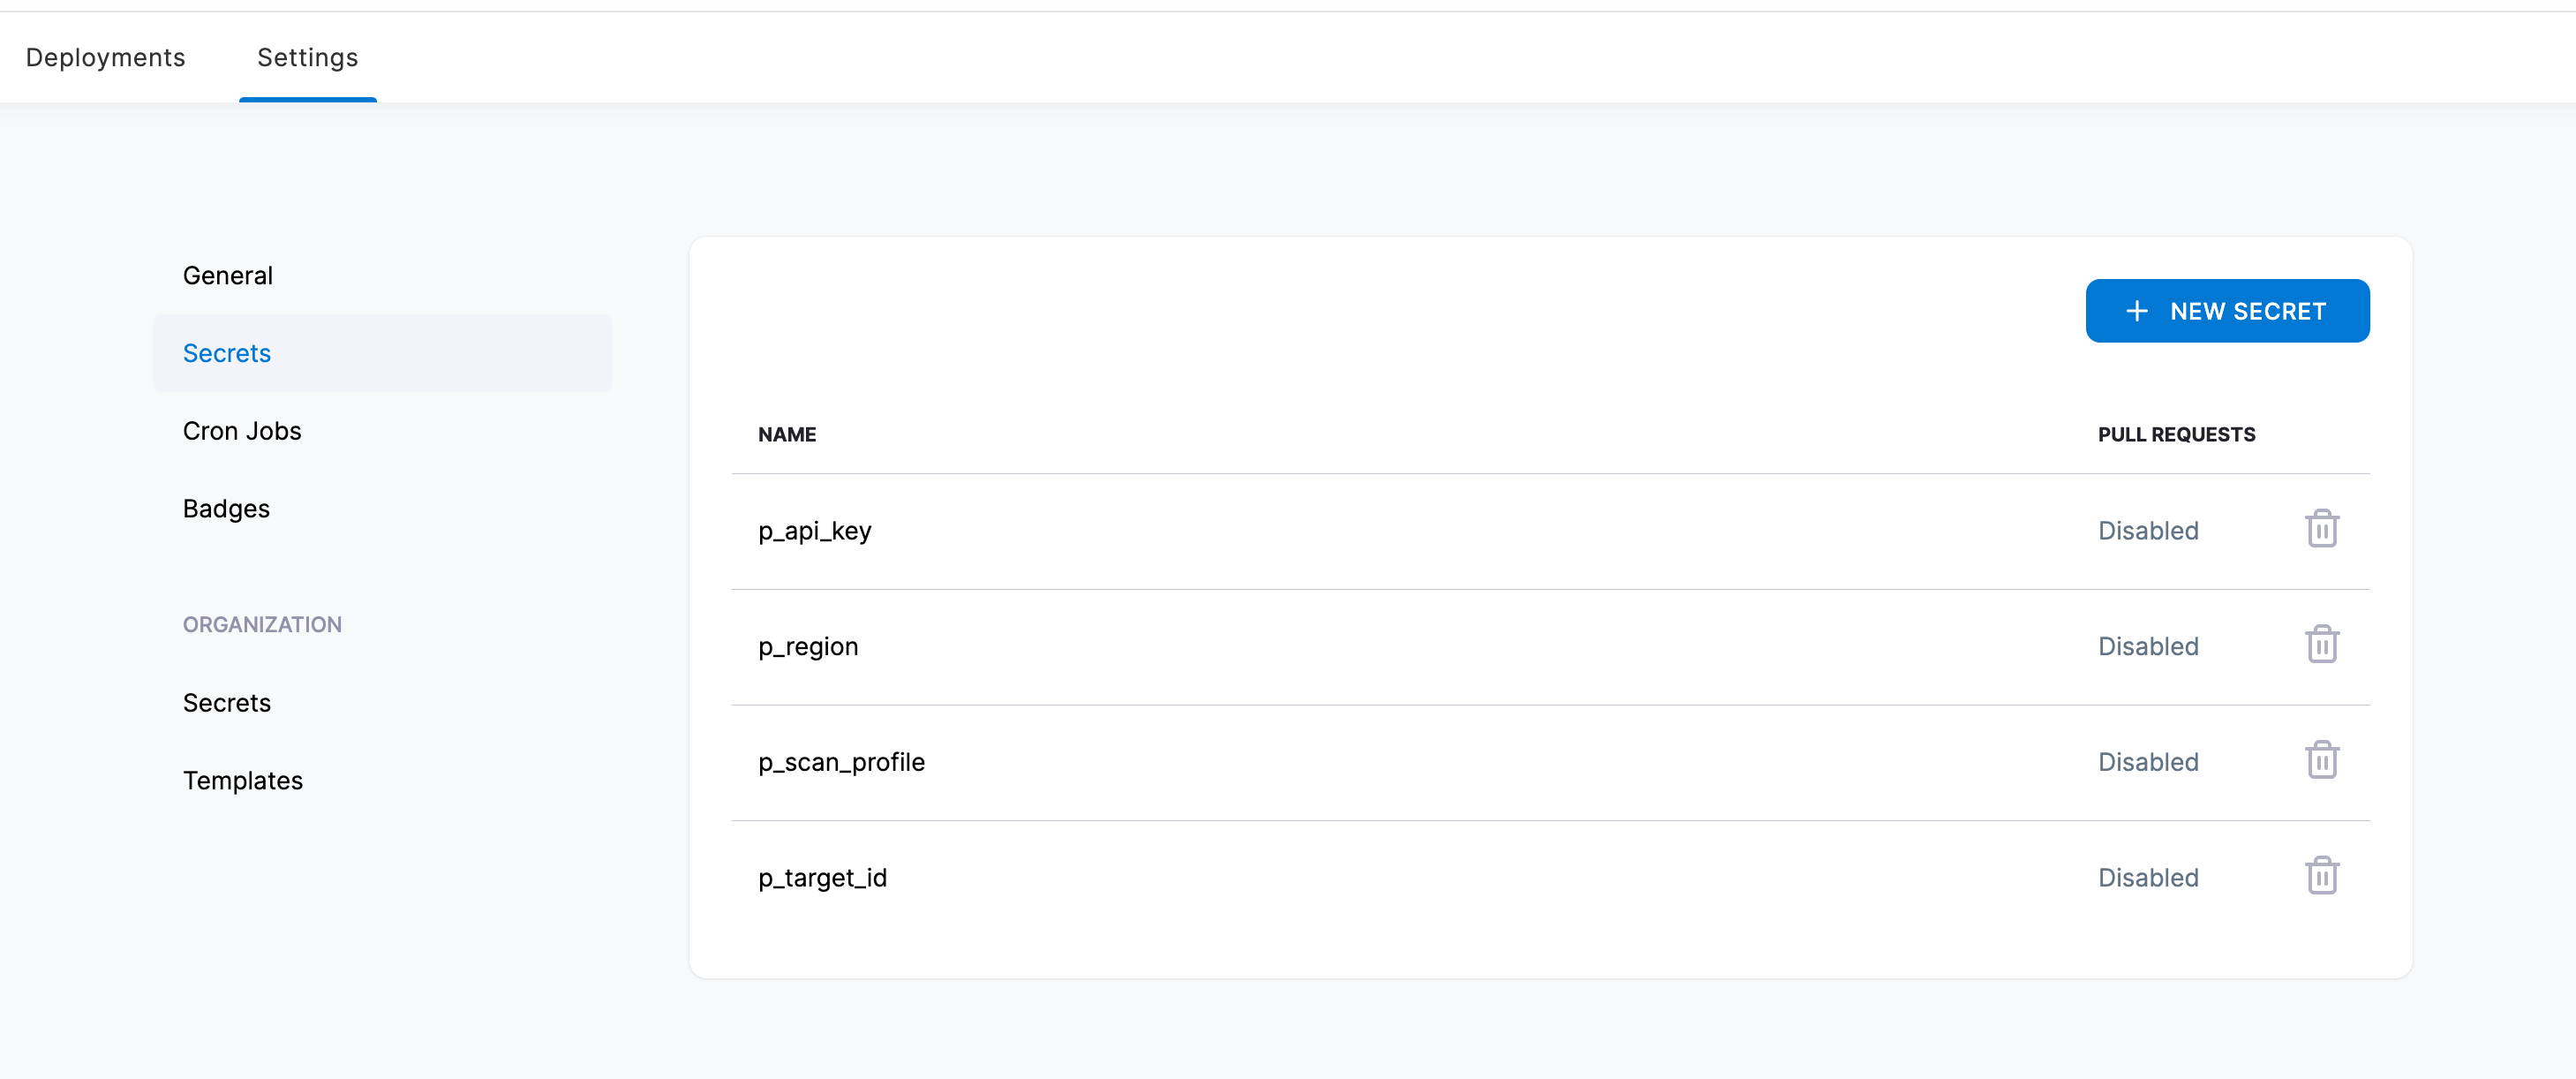 Deployments Settings
General
Secrets
Cron Jobs
Badges
ORGANIZATION
Secrets
Templates
NEW SECRET
NAME PULL REQUESTS
p_api_key Disabled
p_region Disabled
p_scan_profile Disabled
p_target_id Disabled